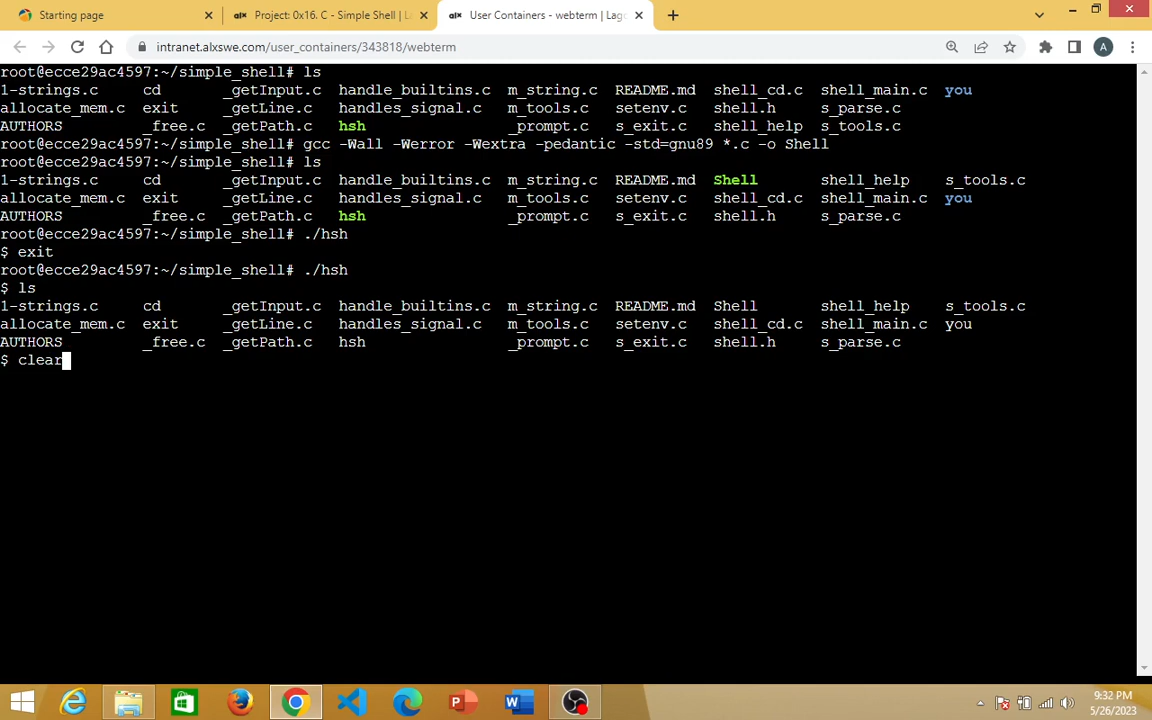 Starting page
Project: 0x16. C - Simple Shell | L
User Containers - webterm | Lag
intranet.alxswe.com/user_containers/343818/webterm
A
root@ecce29ac4597:~/simple_shell# ls
1-strings.c cd _getInput.c handle_builtins.c m_string.c README.md shell_cd.c shell_main.c you
allocate_mem.c exit _getLine.c handles_signal.c m_tools.c setenv.c shell.h s_parse.c
AUTHORS _free.c _getPath.c hsh _prompt.c s_exit.c shell_help s_tools.c
root@ecce29ac4597:~/simple_shell# gcc -Wall -Werror -Wextra -pedantic -std=gnu89 *.c -o Shell
root@ecce29ac4597:~/simple_shell# ls
1-strings.c cd _getInput.c handle_builtins.c m_string.c README.md Shell shell_help s_tools.c
allocate_mem.c exit _getLine.c handles_signal.c m_tools.c setenv.c shell_cd.c shell_main.c you
AUTHORS _free.c _getPath.c hsh _prompt.c s_exit.c shell.h s_parse.c
root@ecce29ac4597:~/simple_shell# ./hsh
$ exit
root@ecce29ac4597:~/simple_shell# ./hsh
$ ls
1-strings.c cd _getInput.c handle_builtins.c m_string.c README.md Shell shell_help s_tools.c
allocate_mem.c exit _getLine.c handles_signal.c m_tools.c setenv.c shell_cd.c shell_main.c you
AUTHORS _free.c _getPath.c hsh _prompt.c s_exit.c shell.h s_parse.c
$ clear
9:32 PM
5/26/2023